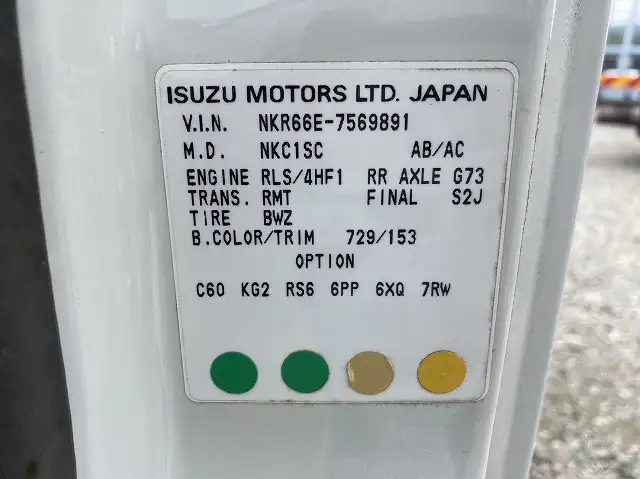 ISUZU MOTORS LTD. JAPAN
V.I.N. NKR66E-7569891
M.D. NKC1SC AB/AC
ENGINE RLS/4HF1 RR AXLE G73
TRANS. RMT FINAL S2J
TIRE BWZ
B.COLOR/TRIM 729/153
OPTION
C60 KG2 RS6 6PP 6XQ 7RW